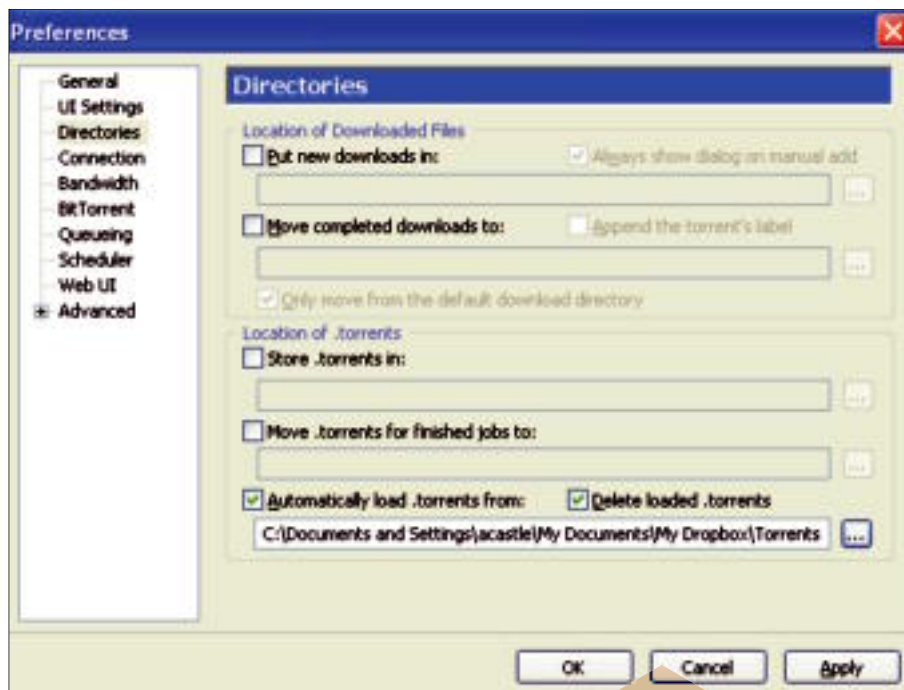 Preferences
General
UI Settings
Directories
Connection
Bandwidth
BitTorrent
Queueing
Scheduler
Web UI
Advanced
Directories
Location of Downloaded Files
Put new downloads in:
Always show dialog on manual add
...
Move completed downloads to:
Append the torrent's label
...
Only move from the default download directory
Location of .torrents
Store .torrents in:
...
Move .torrents for finished jobs to:
...
Automatically load .torrents from:
Delete loaded .torrents
C:\Documents and Settings\acastle\My Documents\My Dropbox\Torrents
...
OK
Cancel
Apply